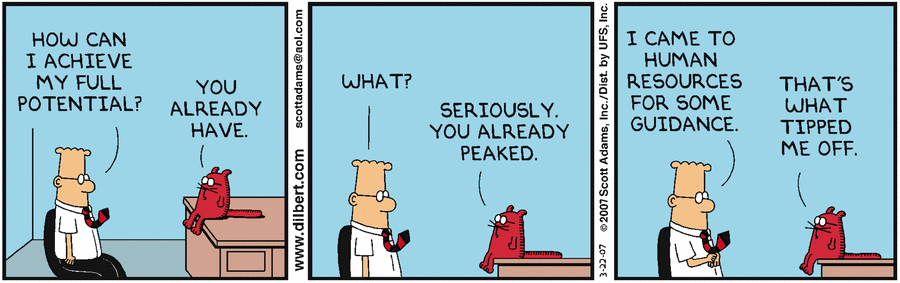 HOW CAN
I ACHIEVE
MY FULL
POTENTIAL?
YOU
ALREADY
HAVE.
www.dilbert.com scottadams@aol.com
WHAT?
SERIOUSLY.
YOU ALREADY
PEAKED.
3-22-07 ©2007 Scott Adams, Inc./Dist. by UFS, Inc.
I CAME TO
HUMAN
RESOURCES
FOR SOME
GUIDANCE.
THAT'S
WHAT
TIPPED
ME OFF.